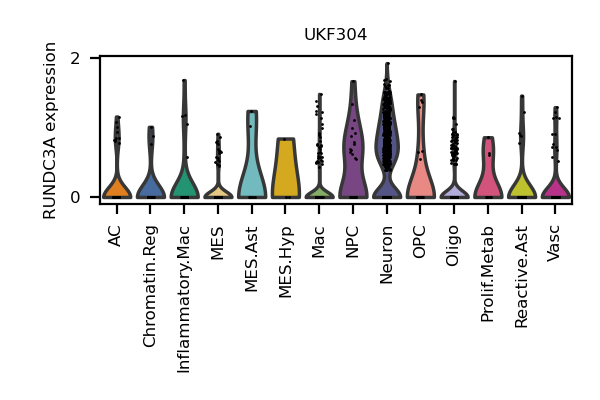 UKF304
RUNDC3A expression
2
0
AC
Chromatin.Reg
Inflammatory.Mac
MES
MES.Ast
MES.Hyp
Mac
NPC
Neuron
OPC
Oligo
Prolif.Metab
Reactive.Ast
Vasc